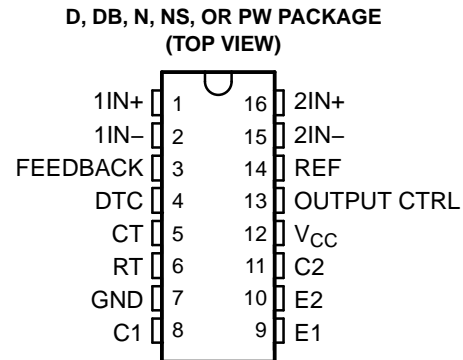 D, DB, N, NS, OR PW PACKAGE
(TOP VIEW)
1IN+ 1 16 2IN+
1IN− 2 15 2IN−
FEEDBACK 3 14 REF
DTC 4 13 OUTPUT CTRL
CT 5 12 VCC
RT 6 11 C2
GND 7 10 E2
C1 8 9 E1